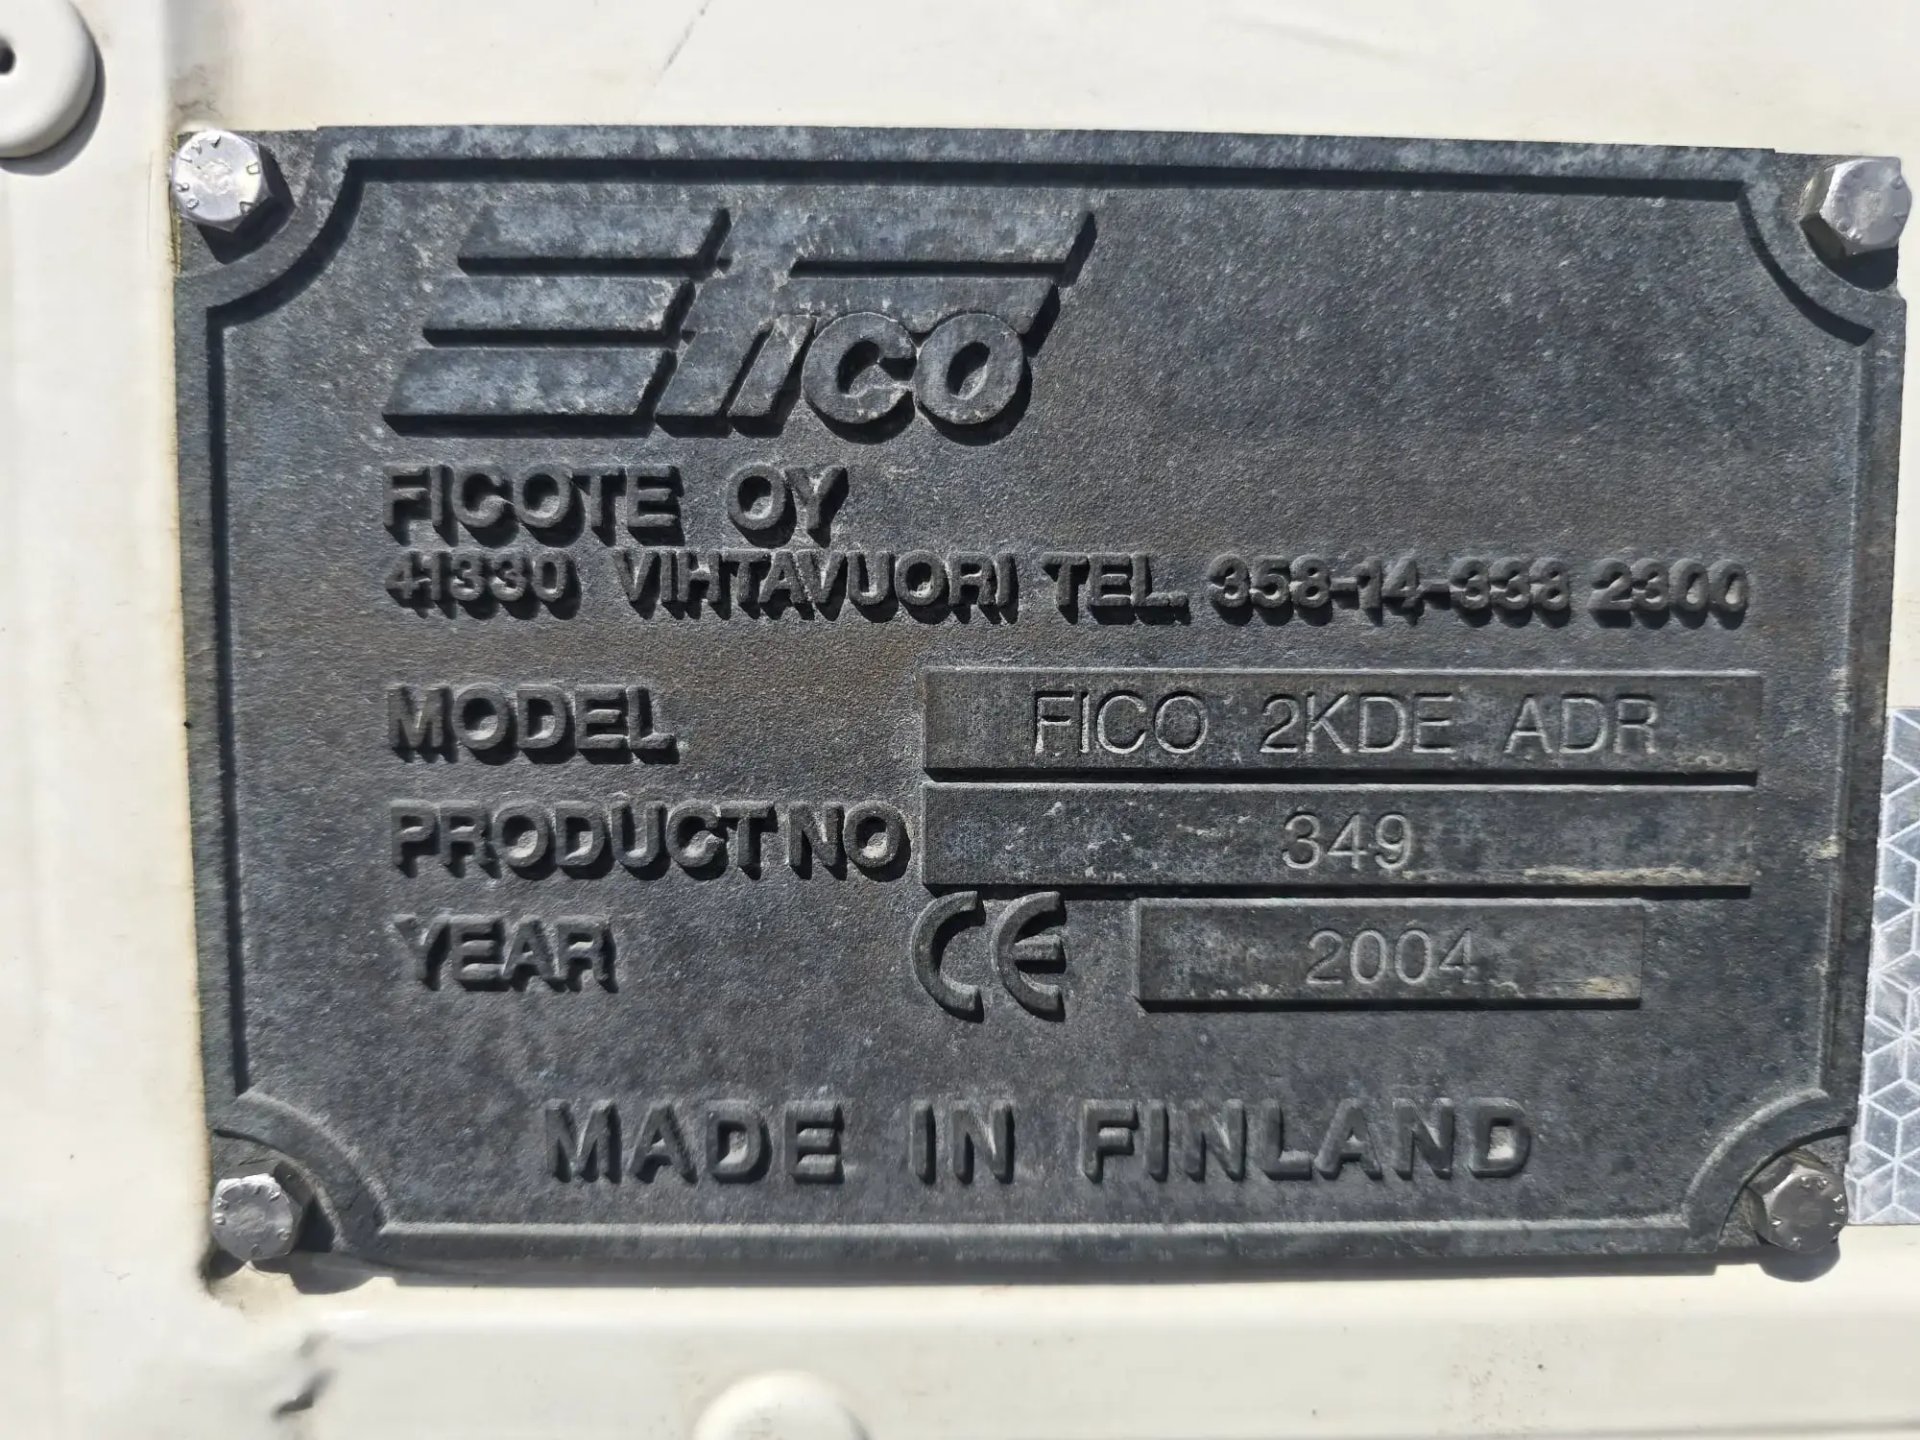 Fico
FICOTE OY
41330 VIHTAVUORI TEL. 358-14-338 2300
MODEL FICO 2KDE ADR
PRODUCT NO 349
YEAR CE 2004
MADE IN FINLAND